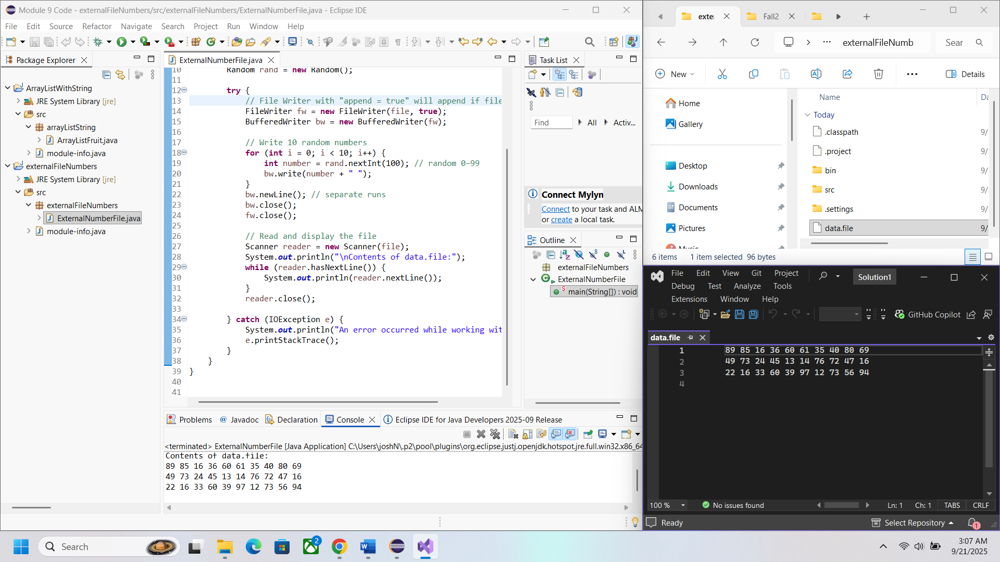 Module 9 Code - externalFileNumbers/src/externalFileNumbers/ExternalNumberFile.java - Eclipse IDE
File Edit Source Refactor Navigate Search Project Run Window Help
Package Explorer
ArrayListWithString
JRE System Library [jre]
src
arrayListString
ArrayListFruit.java
module-info.java
externalFileNumbers
JRE System Library [jre]
src
externalFileNumbers
ExternalNumberFile.java
module-info.java
ExternalNumberFile.java
10 Random rand = new Random();
11
12 try {
13 // File Writer with "append = true" will append if file
14 FileWriter fw = new FileWriter(file, true);
15 BufferedWriter bw = new BufferedWriter(fw);
16
17 // Write 10 random numbers
18 for (int i = 0; i < 10; i++) {
19 int number = rand.nextInt(100); // random 0–99
20 bw.write(number + " ");
21 }
22 bw.newLine(); // separate runs
23 bw.close();
24 fw.close();
25
26 // Read and display the file
27 Scanner reader = new Scanner(file);
28 System.out.println("\nContents of data.file:");
29 while (reader.hasNextLine()) {
30 System.out.println(reader.nextLine());
31 }
32 reader.close();
33
34 } catch (IOException e) {
35 System.out.println("An error occurred while working wit
36 e.printStackTrace();
37 }
38 }
39 }
40
41
Task List
Find All Activ...
Connect Mylyn
Connect to your task and ALM
or create a local task.
Outline
externalFileNumbers
ExternalNumberFile
main(String[]) : void
Problems @ Javadoc Declaration Console Eclipse IDE for Java Developers 2025-09 Release
<terminated> ExternalNumberFile [Java Application] C:\Users\joshN\.p2\pool\plugins\org.eclipse.justj.openjdk.hotspot.jre.full.win32.x86_64
Contents of data.file:
89 85 16 36 60 61 35 40 80 69
49 73 24 45 13 14 76 72 47 16
22 16 33 60 39 97 12 73 56 94
exte Fall2
externalFileNumb Sear
New Details
Home
Gallery
Desktop
Downloads
Documents
Pictures
Music
Name Da
Today
.classpath 9/
.project 9/
bin 9/
src 9/
.settings 9/
data.file 9/
6 items 1 item selected 96 bytes
File Edit View Git Project
Debug Test Analyze Tools
Extensions Window Help
Solution1
GitHub Copilot
data.file
1 89 85 16 36 60 61 35 40 80 69
2 49 73 24 45 13 14 76 72 47 16
3 22 16 33 60 39 97 12 73 56 94
4
100 % No issues found Ln: 1 Ch: 1 TABS CRLF
Ready Select Repository 1
Search
2
3:07 AM
9/21/2025